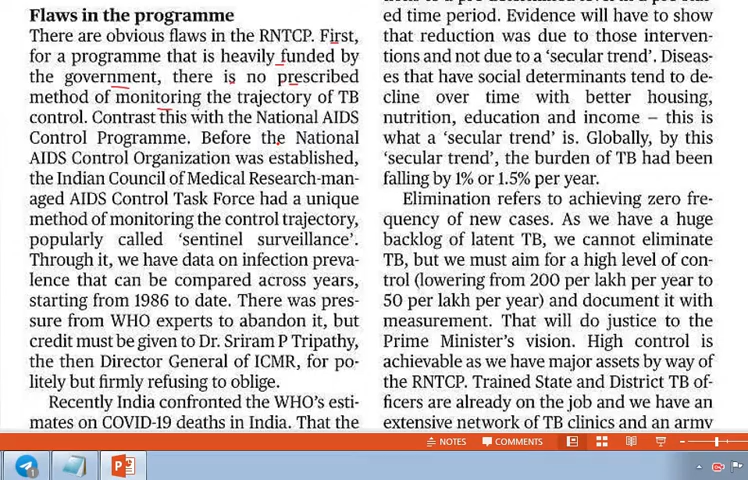 Flaws in the programme
There are obvious flaws in the RNTCP. First,
for a programme that is heavily funded by
the government, there is no prescribed
method of monitoring the trajectory of TB
control. Contrast this with the National AIDS
Control Programme. Before the National
AIDS Control Organization was established,
the Indian Council of Medical Research-man-
aged AIDS Control Task Force had a unique
method of monitoring the control trajectory,
popularly called ‘sentinel surveillance’.
Through it, we have data on infection preva-
lence that can be compared across years,
starting from 1986 to date. There was pres-
sure from WHO experts to abandon it, but
credit must be given to Dr. Sriram P Tripathy,
the then Director General of ICMR, for po-
litely but firmly refusing to oblige.
Recently India confronted the WHO’s esti-
mates on COVID-19 deaths in India. That the
ed time period. Evidence will have to show
that reduction was due to those interven-
tions and not due to a ‘secular trend’. Diseas-
es that have social determinants tend to de-
cline over time with better housing,
nutrition, education and income – this is
what a ‘secular trend’ is. Globally, by this
‘secular trend’, the burden of TB had been
falling by 1% or 1.5% per year.
Elimination refers to achieving zero fre-
quency of new cases. As we have a huge
backlog of latent TB, we cannot eliminate
TB, but we must aim for a high level of con-
trol (lowering from 200 per lakh per year to
50 per lakh per year) and document it with
measurement. That will do justice to the
Prime Minister’s vision. High control is
achievable as we have major assets by way of
the RNTCP. Trained State and District TB of-
ficers are already on the job and we have an
extensive network of TB clinics and an army
NOTES COMMENTS